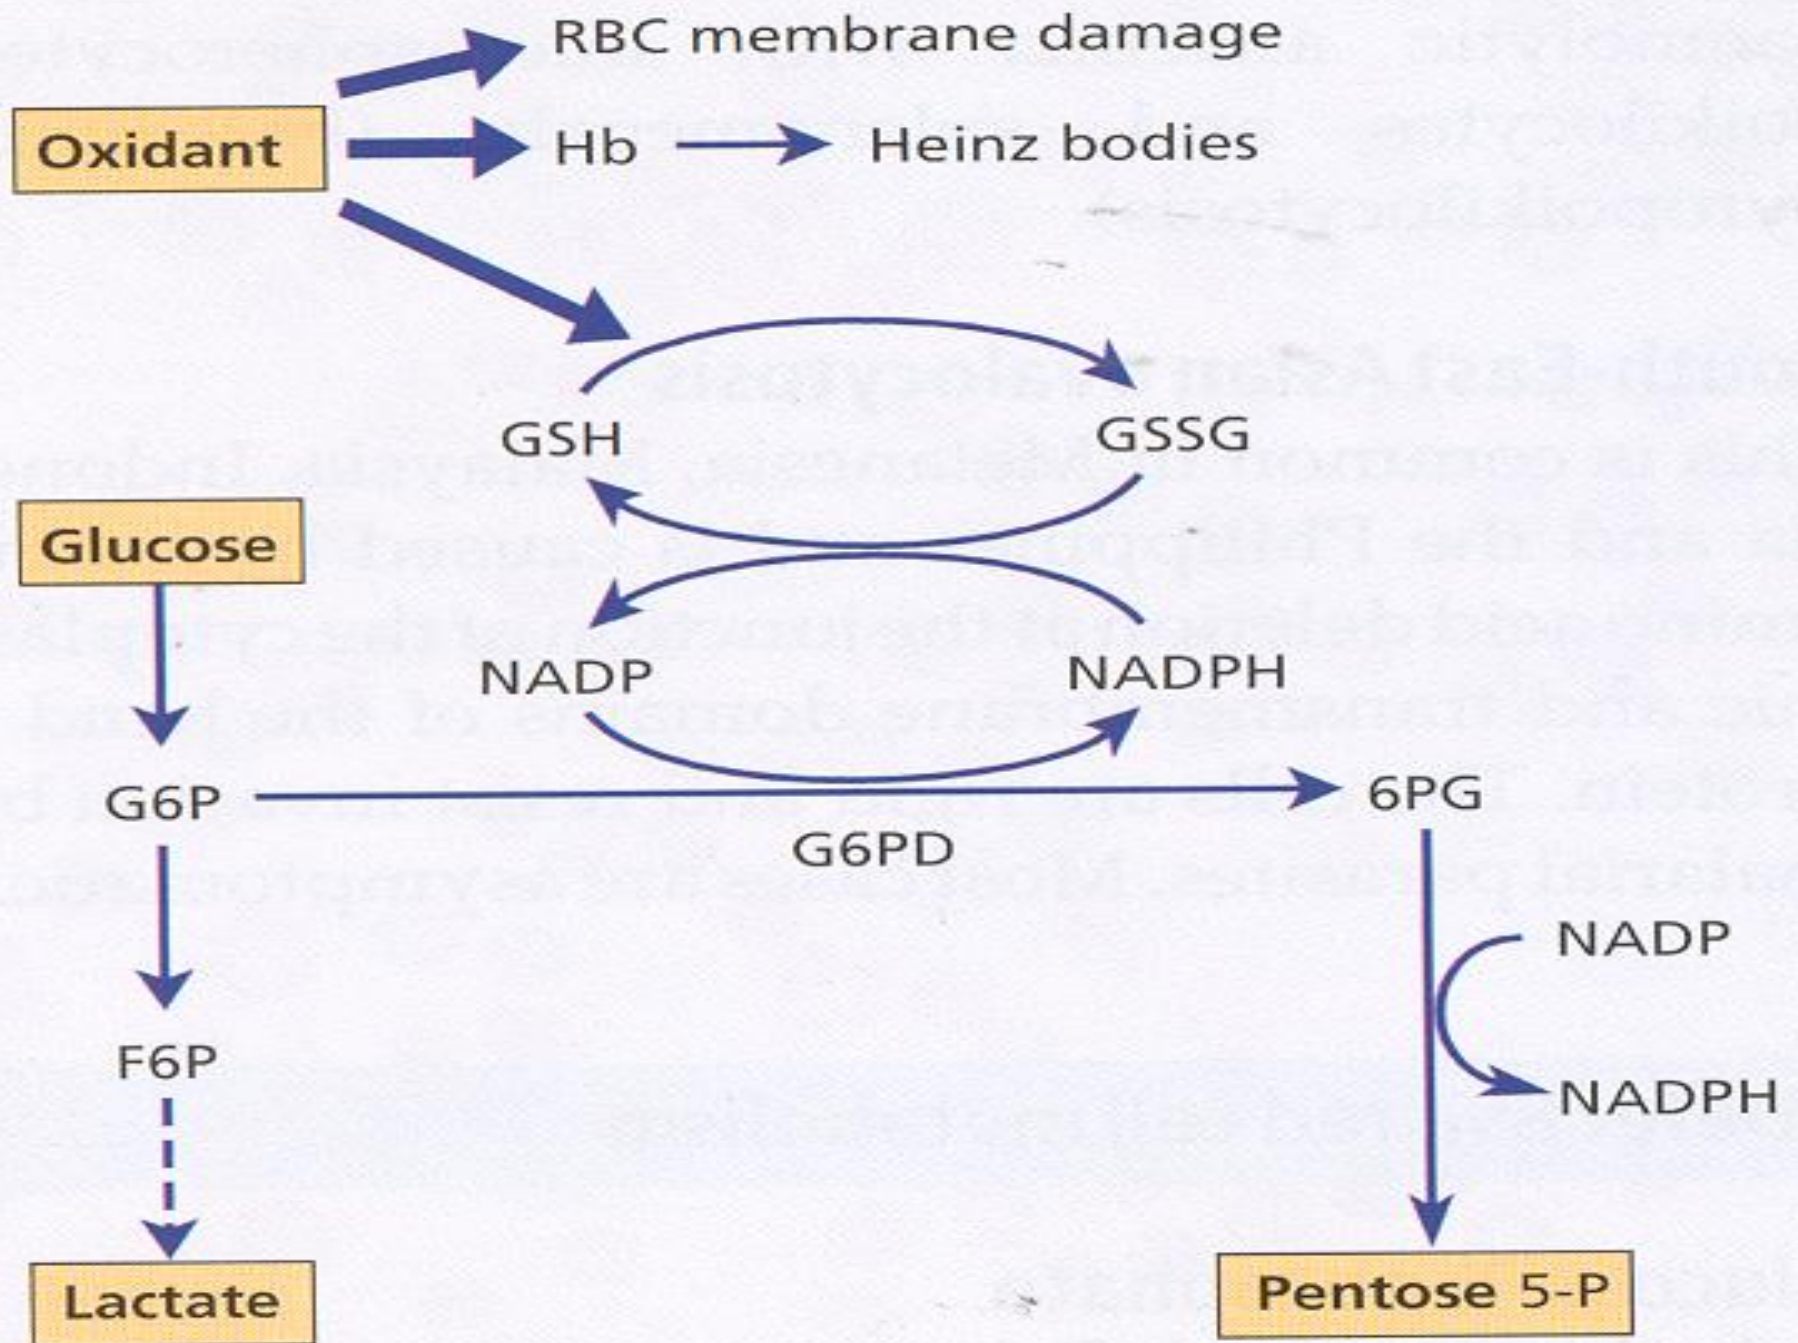 RBC membrane damage
Oxidant
Hb
Heinz bodies
GSH
GSSG
Glucose
NADP
NADPH
G6P
6PG
G6PD
NADP
F6P
NADPH
Lactate
Pentose 5-P